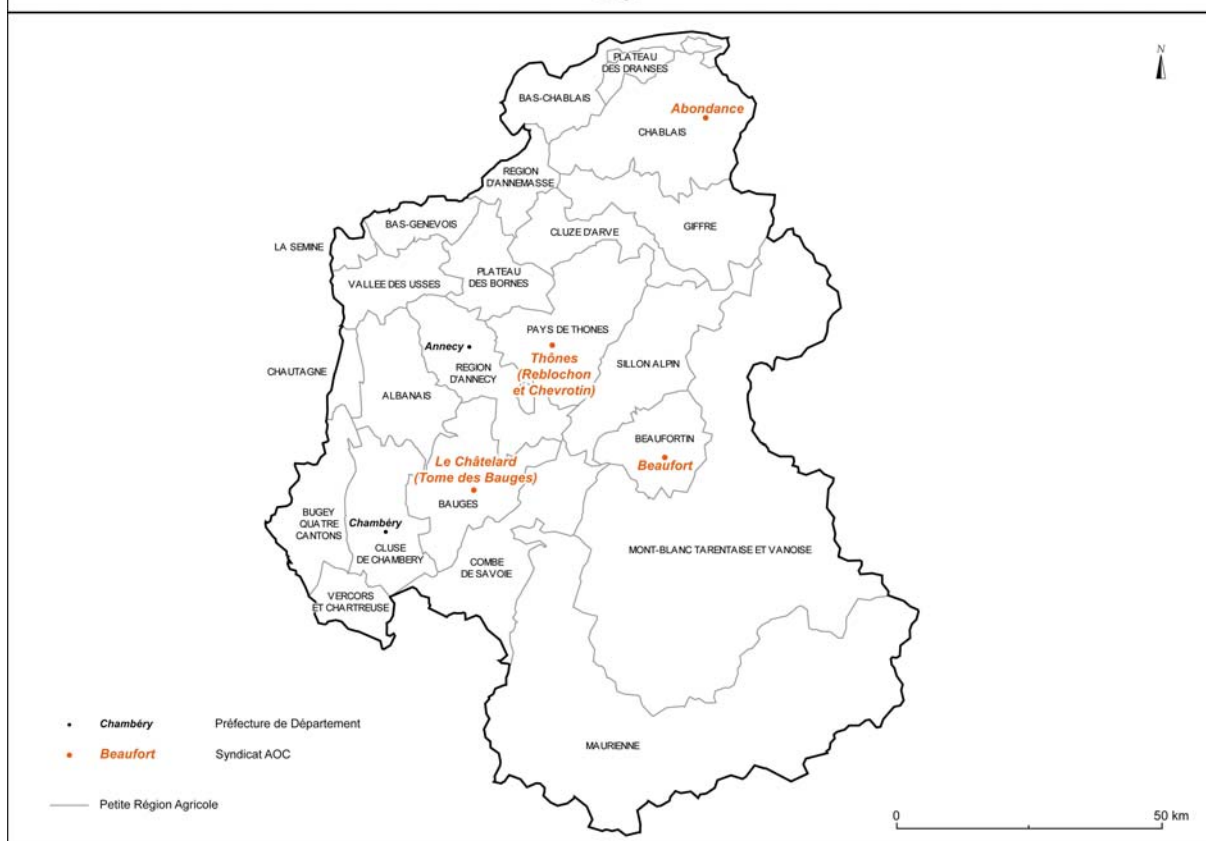 N
PLATEAU
DES DRANSES
BAS-CHABLAIS
Abondance
CHABLAIS
REGION
D'ANNEMASSE
BAS-GENEVOIS
GIFFRE
CLUZE D'ARVE
LA SEMINE
PLATEAU
DES BORNES
VALLEE DES USSES
PAYS DE THONES
Annecy
Thônes
(Reblochon
et Chevrotin)
REGION
D'ANNECY
SILLON ALPIN
CHAUTAGNE
ALBANAIS
BEAUFORTIN
Beaufort
Le Châtelard
(Tome des Bauges)
BAUGES
BUGEY
QUATRE
CANTONS
Chambéry
CLUSE
DE CHAMBERY
MONT-BLANC TARENTAISE ET VANOISE
COMBE
DE SAVOIE
VERCORS
ET CHARTREUSE
MAURIENNE
Chambéry Préfecture de Département
Beaufort Syndicat AOC
Petite Région Agricole
0 50 km